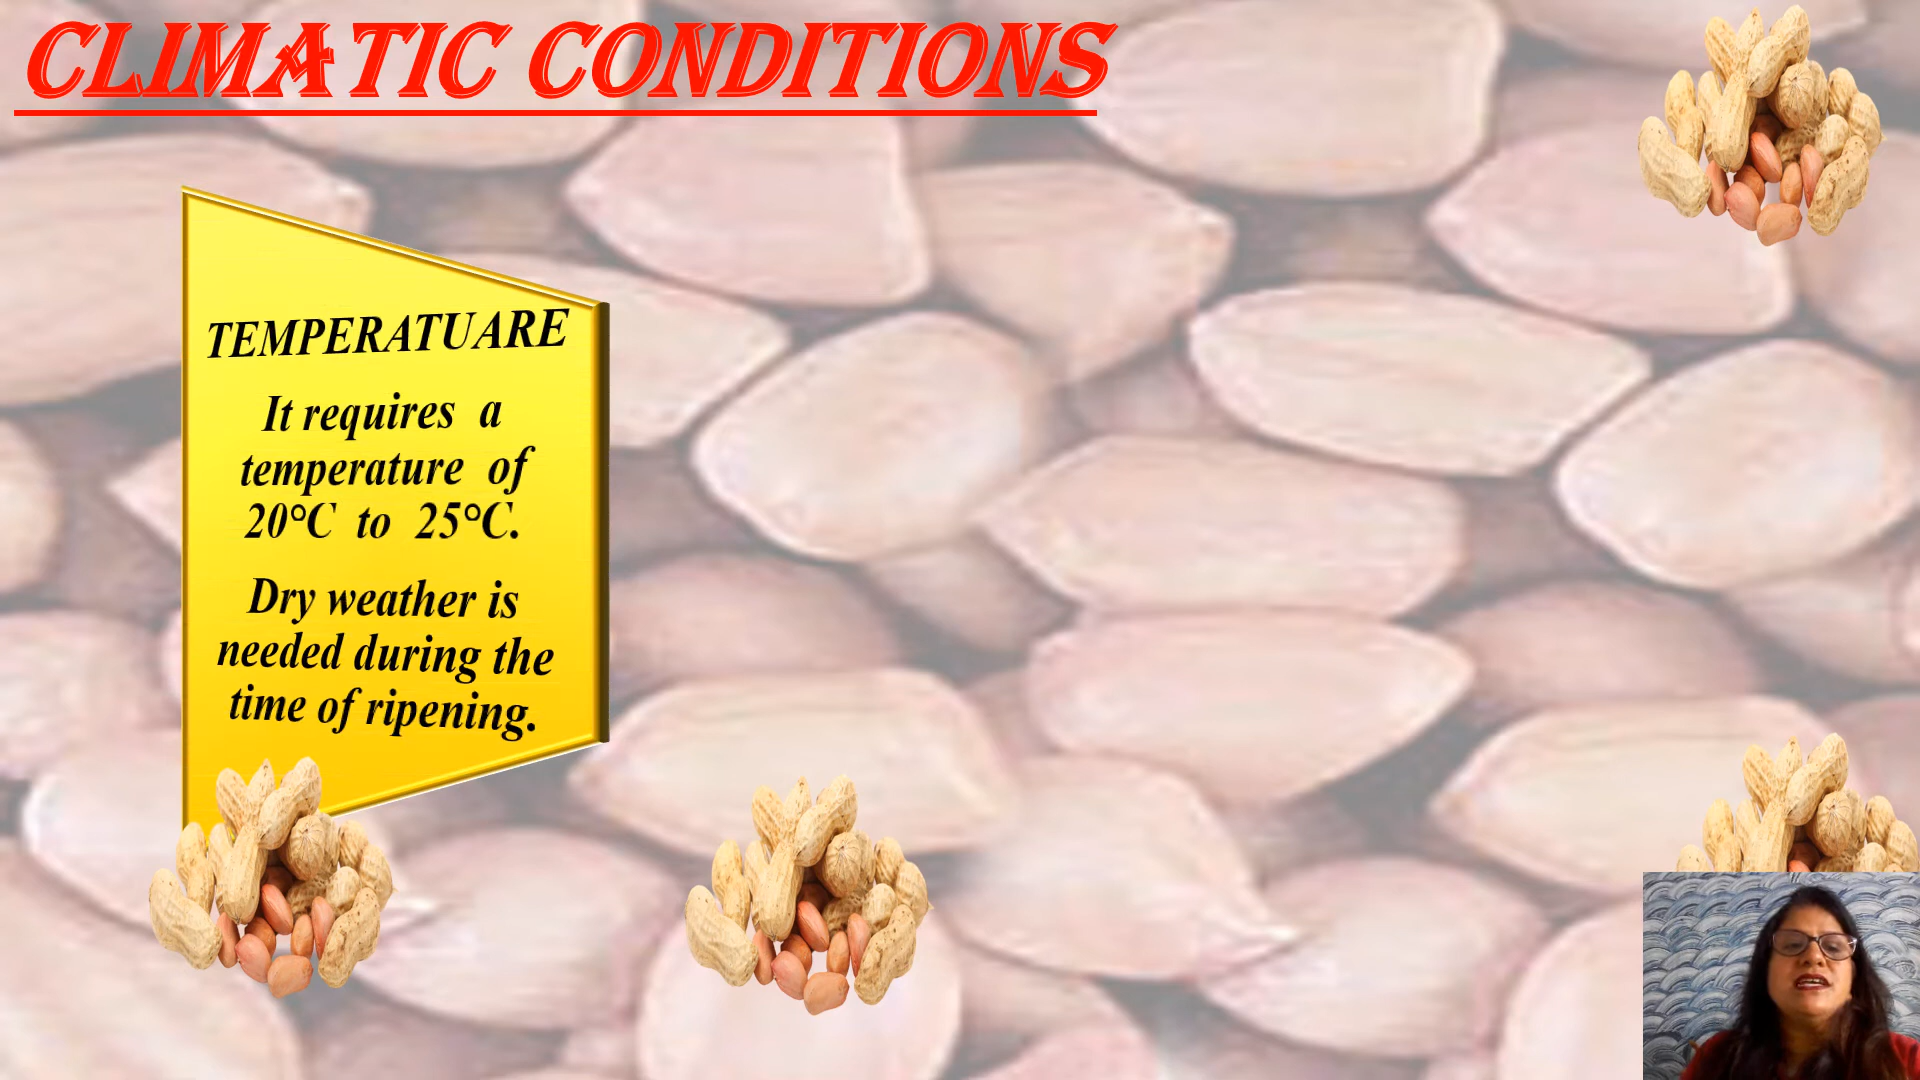 CLIMATIC CONDITIONS
TEMPERATUARE
It requires a
temperature of
20°C to 25°C.
Dry weather is
needed during the
time of ripening.